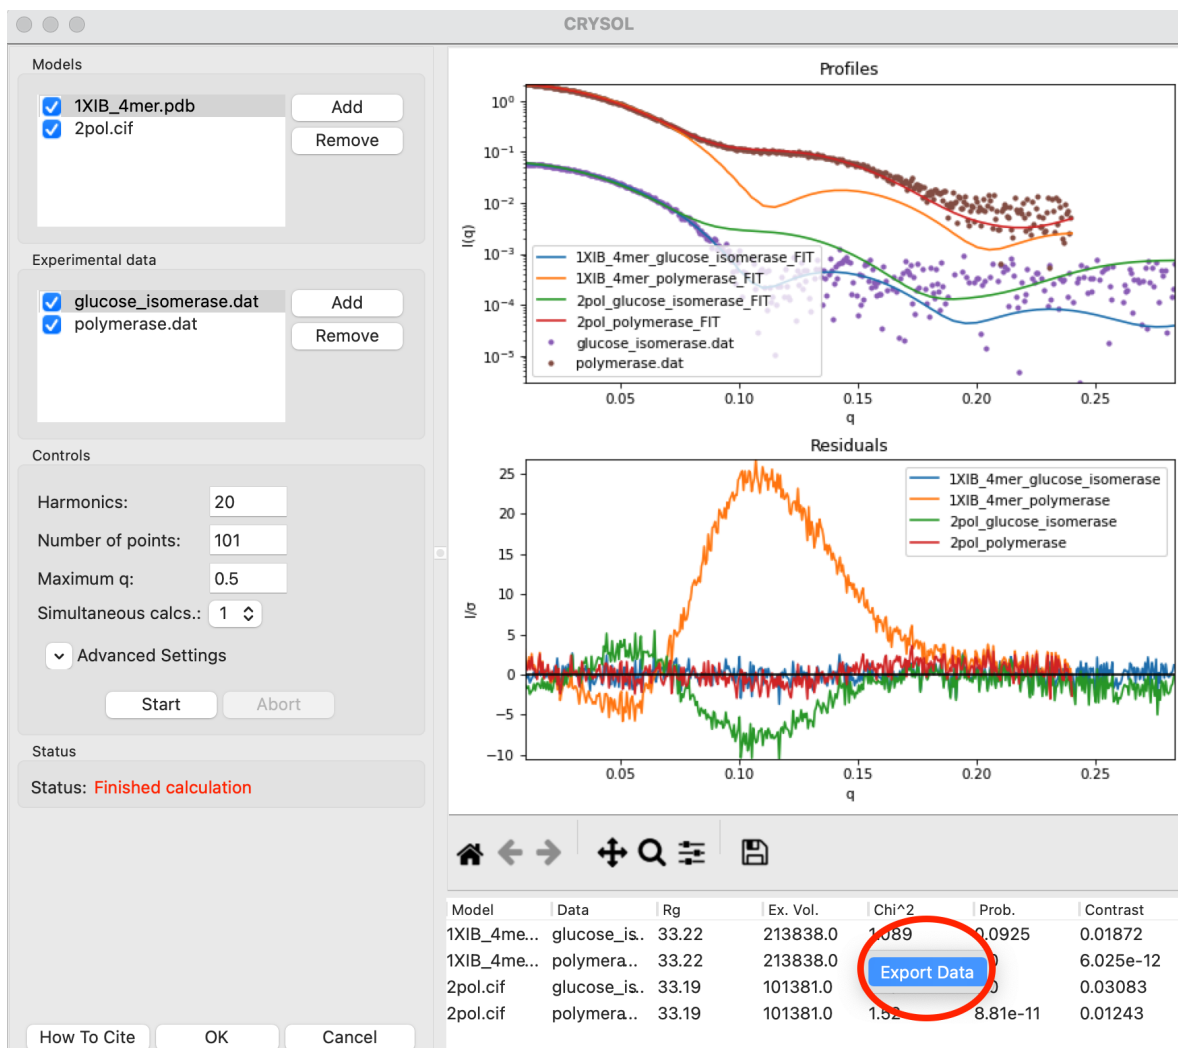 CRYSOL
Models
1XIB_4mer.pdb
2pol.cif
Add
Remove
Experimental data
glucose_isomerase.dat
polymerase.dat
Add
Remove
Controls
Harmonics: 20
Number of points: 101
Maximum q: 0.5
Simultaneous calcs.: 1
Advanced Settings
Start Abort
Status
Status: Finished calculation
How To Cite OK Cancel
Profiles
10⁰
10⁻¹
10⁻²
10⁻³
10⁻⁴
10⁻⁵
I(q)
1XIB_4mer_glucose_isomerase_FIT
1XIB_4mer_polymerase_FIT
2pol_glucose_isomerase_FIT
2pol_polymerase_FIT
glucose_isomerase.dat
polymerase.dat
0.05 0.10 0.15 0.20 0.25
q
Residuals
25
20
15
10
5
0
−5
−10
I/σ
1XIB_4mer_glucose_isomerase
1XIB_4mer_polymerase
2pol_glucose_isomerase
2pol_polymerase
0.05 0.10 0.15 0.20 0.25
q
Model Data Rg Ex. Vol. Chi^2 Prob. Contrast
1XIB_4me... glucose_is.. 33.22 213838.0 1.089 0.0925 0.01872
1XIB_4me... polymera... 33.22 213838.0 6.025e-12
Export Data
2pol.cif glucose_is.. 33.19 101381.0 0.03083
2pol.cif polymera... 33.19 101381.0 1.52 8.81e-11 0.01243